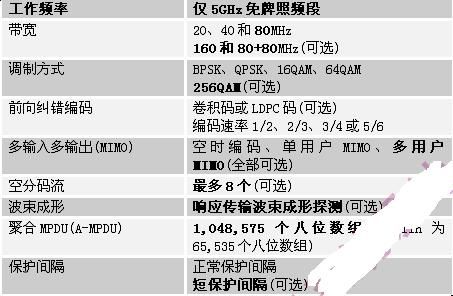 工作频率 仅 5GHz 免牌照频段
带宽 20、40 和 80MHz
160 和 80+80MHz(可选)
调制方式 BPSK、QPSK、16QAM、64QAM
256QAM(可选)
前向纠错编码 卷积码或 LDPC 码(可选)
编码速率 1/2、2/3、3/4 或 5/6
多输入多输出(MIMO) 空时编码、单用户 MIMO、多用户
MIMO(全部可选)
空分码流 最多 8 个(可选)
波束成形 响应传输波束成形探测(可选)
聚合 MPDU(A-MPDU) 1,048,575 个八位数组 为
65,535 个八位数组)
保护间隔 正常保护间隔
短保护间隔(可选)